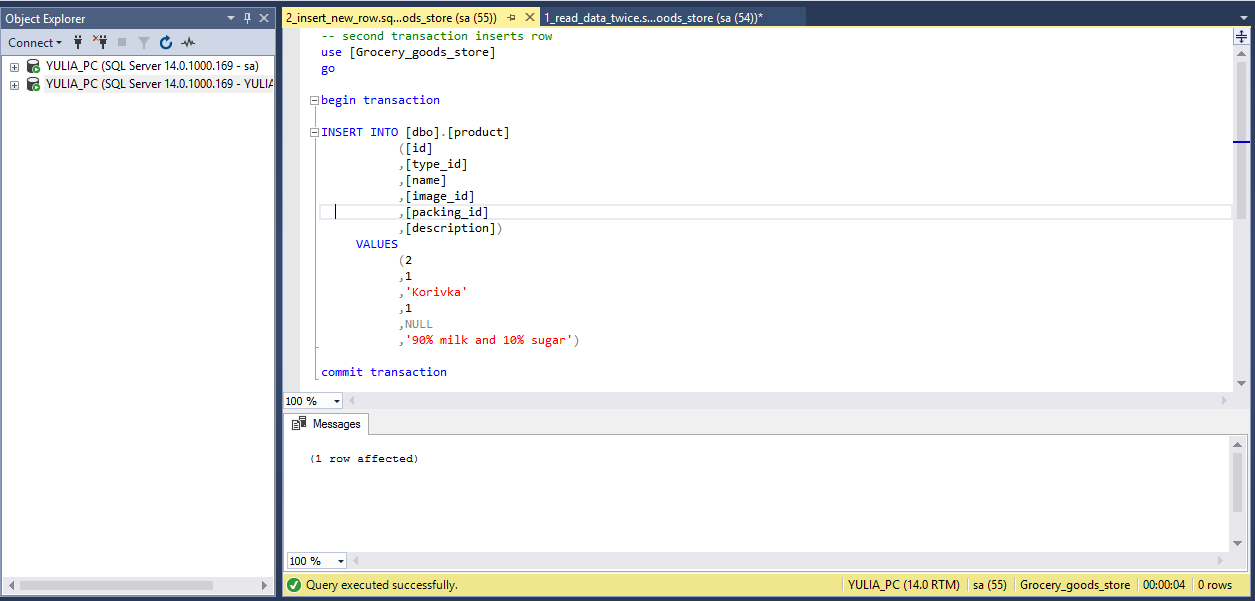 Object Explorer
Connect
YULIA_PC (SQL Server 14.0.1000.169 - sa)
YULIA_PC (SQL Server 14.0.1000.169 - YULIA
2_insert_new_row.sq...ods_store (sa (55)) 1_read_data_twice.s...oods_store (sa (54))*
-- second transaction inserts row
use [Grocery_goods_store]
go
begin transaction
INSERT INTO [dbo].[product]
([id]
,[type_id]
,[name]
,[image_id]
,[packing_id]
,[description])
VALUES
(2
,1
,'Korivka'
,1
,NULL
,'90% milk and 10% sugar')
commit transaction
100 %
Messages
(1 row affected)
100 %
Query executed successfully. YULIA_PC (14.0 RTM) sa (55) Grocery_goods_store 00:00:04 0 rows